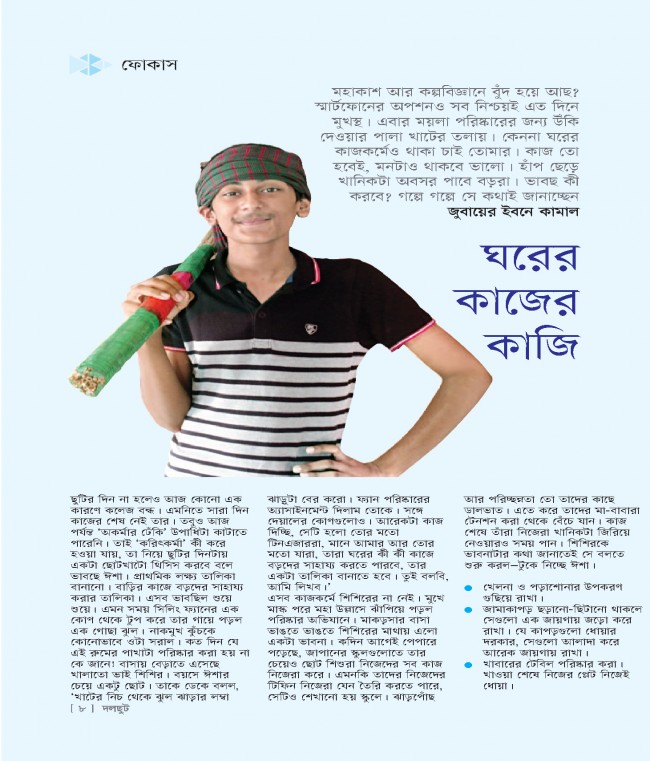 ফোকাস
মহাকাশ আর কল্পবিজ্ঞানে বুঁদ হয়ে আছ?
স্মার্টফোনের অপশনও সব নিশ্চয়ই এত দিনে
মুখস্থ। এবার ময়লা পরিষ্কারের জন্য উঁকি
দেওয়ার পালা খাটের তলায়। কেননা ঘরের
কাজকর্মেও থাকা চাই তোমার। কাজ তো
হবেই, মনটাও থাকবে ভালো। হাঁপ ছেড়ে
খানিকটা অবসর পাবে বড়রা। ভাবছ কী
করবে? গল্পে গল্পে সে কথাই জানাচ্ছেন
জুবায়ের ইবনে কামাল
ঘরের
কাজের
কাজি
ছুটির দিন না হলেও আজ কোনো এক
কারণে কলেজ বন্ধ। এমনিতে সারা দিন
কাজের শেষ নেই তার। তবুও আজ
পর্যন্ত ‘অকর্মার ঢেঁকি’ উপাধিটা কাটাতে
পারেনি। তাই ‘করিৎকর্মা’ কী করে
হওয়া যায়, তা নিয়ে ছুটির দিনটায়
একটা ছোটখাটো থিসিস করবে বলে
ভাবছে ঈশা। প্রাথমিক লক্ষ্য তালিকা
বানানো। বাড়ির কাজে বড়দের সাহায্য
করার তালিকা। এসব ভাবছিল শুয়ে
শুয়ে। এমন সময় সিলিং ফ্যানের এক
কোণ থেকে টুপ করে তার গায়ে পড়ল
এক গোছা ঝুল। নাকমুখ কুঁচকে
কোনোভাবে ওটা সরাল। কত দিন যে
এই রুমের পাখাটা পরিষ্কার করা হয় না
কে জানে! বাসায় বেড়াতে এসেছে
খালাতো ভাই শিশির। বয়সে ঈশার
চেয়ে একটু ছোট। তাকে ডেকে বলল,
‘খাটের নিচ থেকে ঝুল ঝাড়ার লম্বা
ঝাড়ুটা বের করো। ফ্যান পরিষ্কারের
অ্যাসাইনমেন্ট দিলাম তোকে। সঙ্গে
দেয়ালের কোণগুলোও। আরেকটা কাজ
দিচ্ছি, সেটি হলো তোর মতো
টিনএজাররা, মানে আমার আর তোর
মতো যারা, তারা ঘরের কী কী কাজে
বড়দের সাহায্য করতে পারবে, তার
একটা তালিকা বানাতে হবে। তুই বলবি,
আমি লিখব।’
এসব কাজকর্মে শিশিরের না নেই। মুখে
মাস্ক পরে মহা উল্লাসে ঝাঁপিয়ে পড়ল
পরিষ্কার অভিযানে। মাকড়সার বাসা
ভাঙতে ভাঙতে শিশিরের মাথায় এলো
একটা ভাবনা। কদিন আগেই পেপারে
পড়েছে, জাপানের স্কুলগুলোতে তার
চেয়েও ছোট শিশুরা নিজেদের সব কাজ
নিজেরা করে। এমনকি তাদের নিজেদের
টিফিন নিজেরা যেন তৈরি করতে পারে,
সেটিও শেখানো হয় স্কুলে। ঝাড়পোঁছ
আর পরিচ্ছন্নতা তো তাদের কাছে
ডালভাত। এতে করে তাদের মা-বাবারা
টেনশন করা থেকে বেঁচে যান। কাজ
শেষে তাঁরা নিজেরা খানিকটা জিরিয়ে
নেওয়ারও সময় পান। শিশিরকে
ভাবনাটার কথা জানাতেই সে বলতে
শুরু করল—টুকে নিচ্ছে ঈশা।
● খেলনা ও পড়াশোনার উপকরণ
গুছিয়ে রাখা।
● জামাকাপড় ছড়ানো-ছিটানো থাকলে
সেগুলো এক জায়গায় জড়ো করে
রাখা। যে কাপড়গুলো ধোয়ার
দরকার, সেগুলো আলাদা করে
আরেক জায়গায় রাখা।
● খাবারের টেবিল পরিষ্কার করা।
খাওয়া শেষে নিজের প্লেট নিজেই
ধোয়া।
[ ৮ ] দলছুট